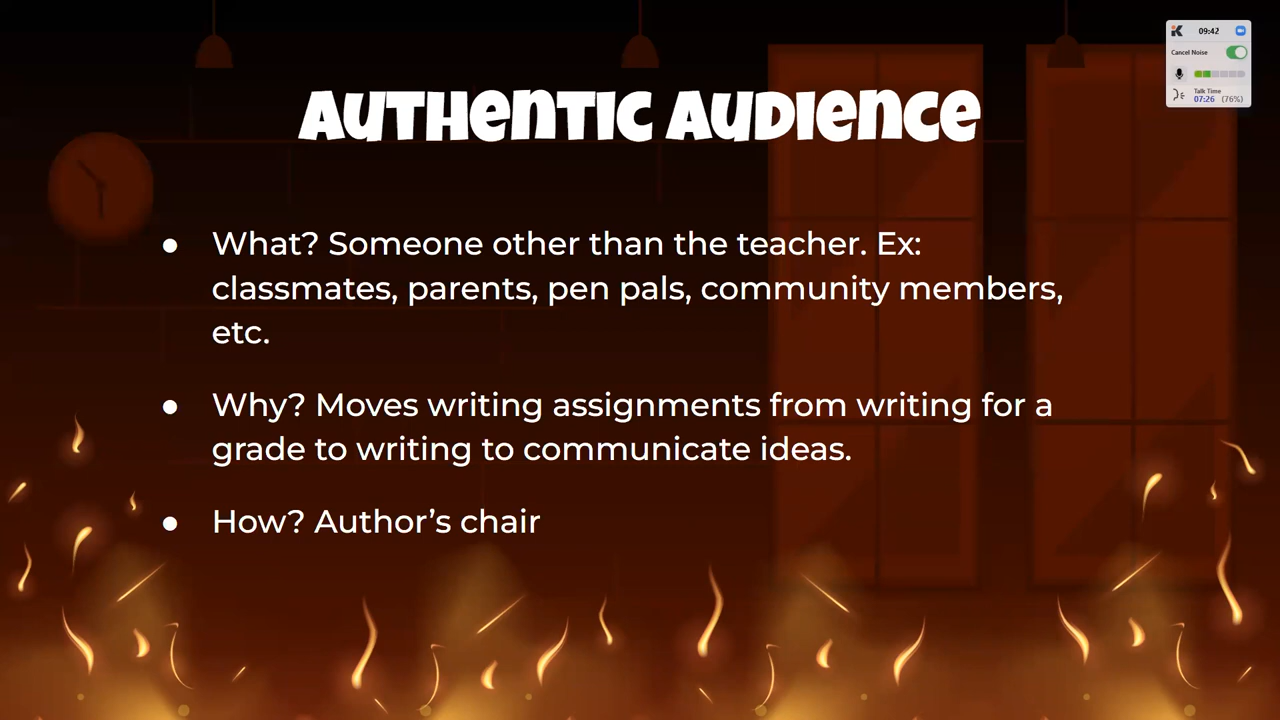 AUTHENTIC AUDIENCE
● What? Someone other than the teacher. Ex:
classmates, parents, pen pals, community members,
etc.
● Why? Moves writing assignments from writing for a
grade to writing to communicate ideas.
● How? Author’s chair
09:42
Cancel Noise
Talk Time
07:26 (76%)